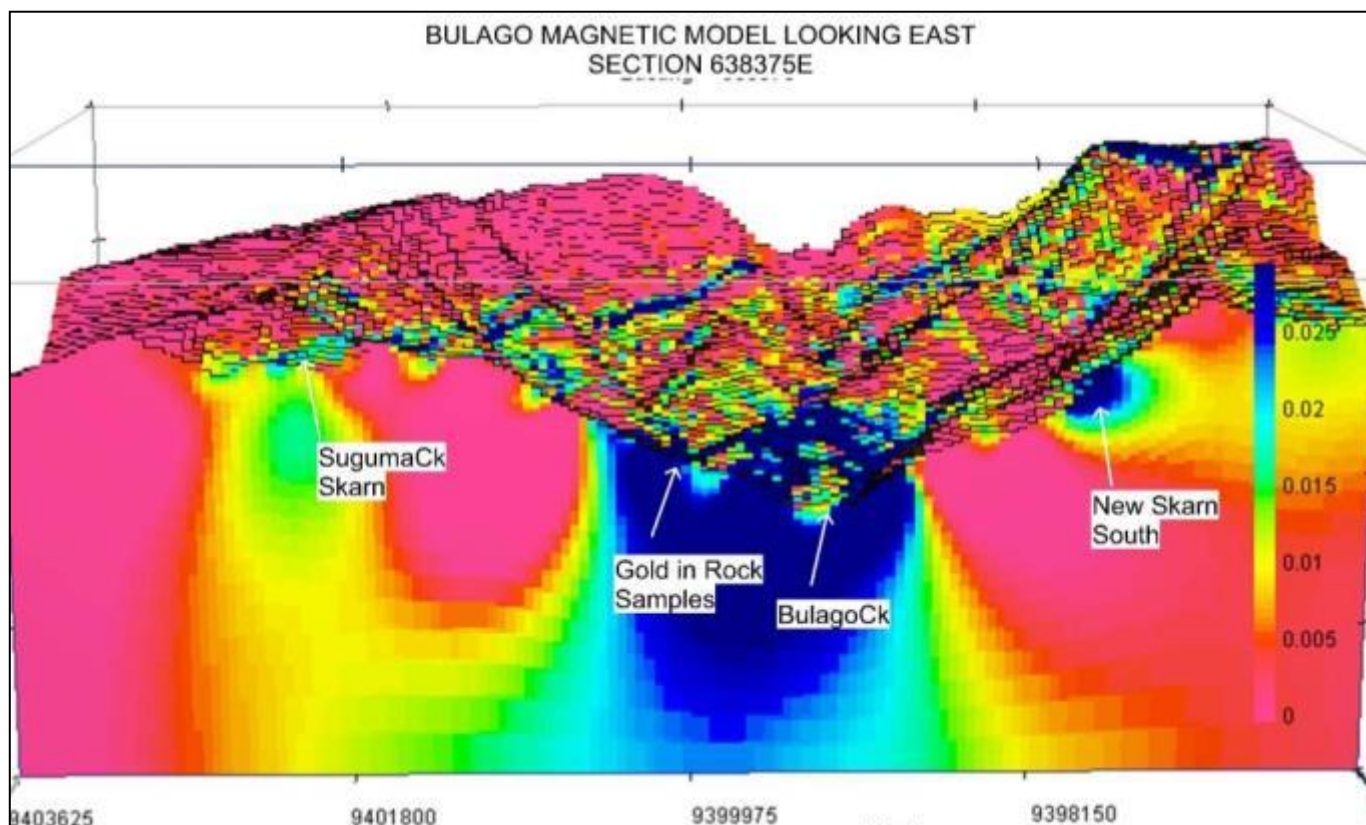 BULAGO MAGNETIC MODEL LOOKING EAST
SECTION 638375E
SugumaCk
Skarn
Gold in Rock
Samples
BulagoCk
New Skarn
South
0.025
0.02
0.015
0.01
0.005
0
9403625
9401800
9399975
9398150